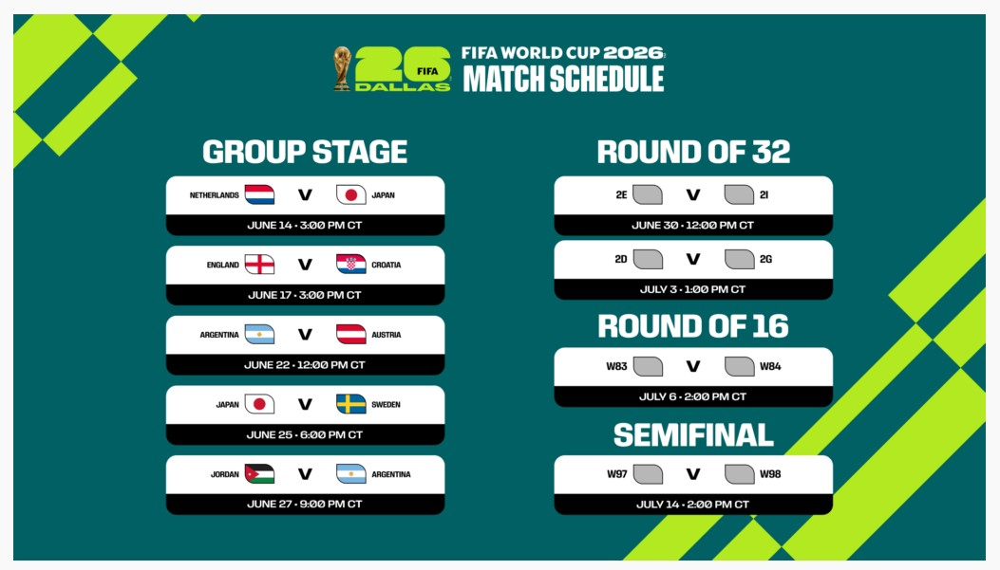 26
FIFA
DALLAS
FIFA WORLD CUP 2026
MATCH SCHEDULE
GROUP STAGE
NETHERLANDS V JAPAN
JUNE 14 • 3:00 PM CT
ENGLAND V CROATIA
JUNE 17 • 3:00 PM CT
ARGENTINA V AUSTRIA
JUNE 22 • 12:00 PM CT
JAPAN V SWEDEN
JUNE 25 • 6:00 PM CT
JORDAN V ARGENTINA
JUNE 27 • 9:00 PM CT
ROUND OF 32
2E V 2I
JUNE 30 • 12:00 PM CT
2D V 2G
JULY 3 • 1:00 PM CT
ROUND OF 16
W83 V W84
JULY 6 • 2:00 PM CT
SEMIFINAL
W97 V W98
JULY 14 • 2:00 PM CT